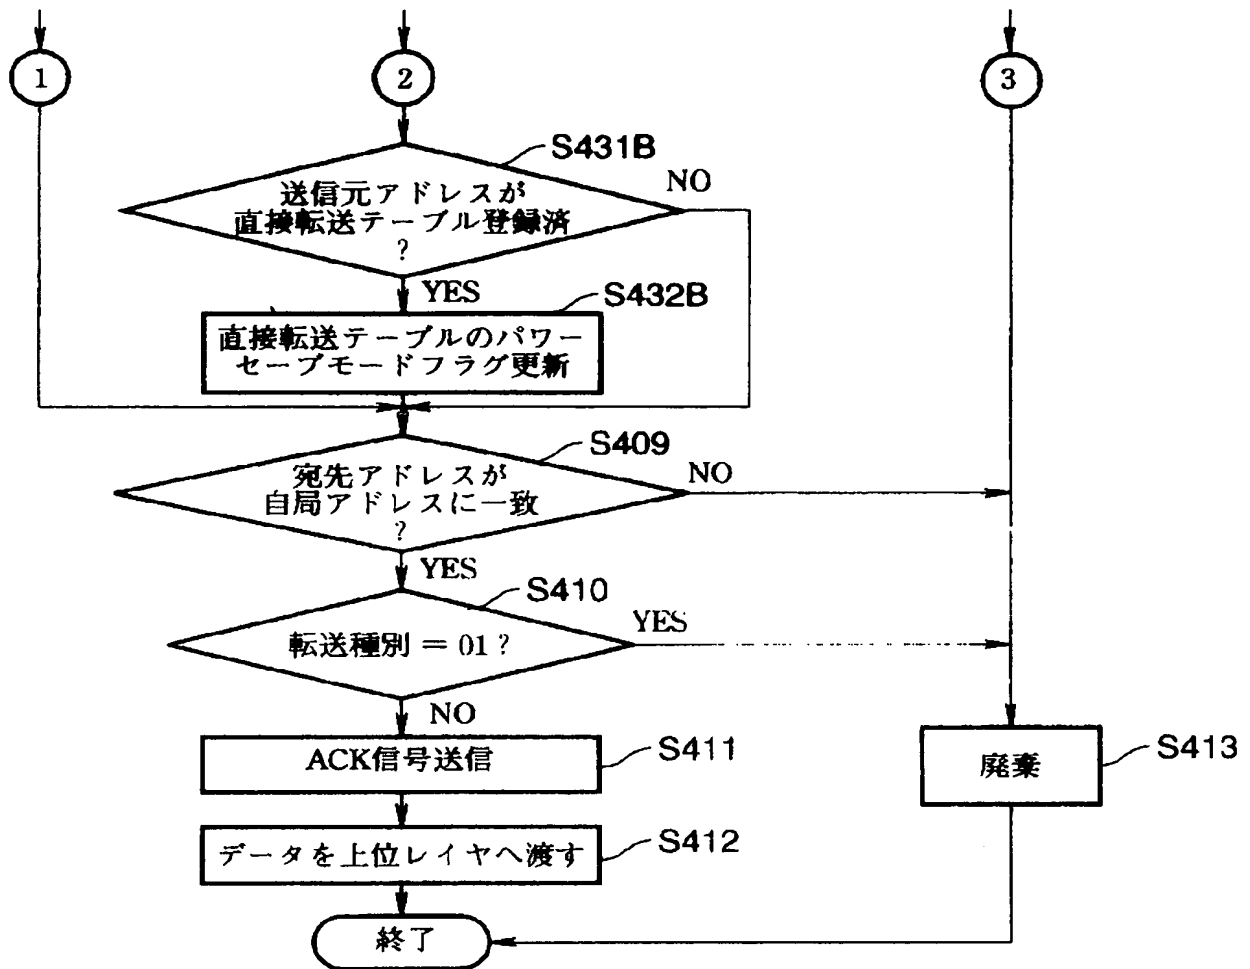 1
2
3
S431B
送信元アドレスが
直接転送テーブル登録済
?
NO
YES
S432B
直接転送テーブルのパワー
セーブモードフラグ更新
S409
宛先アドレスが
自局アドレスに一致
?
NO
YES
S410
転送種別 = 01 ?
YES
NO
ACK信号送信
S411
廃棄
S413
データを上位レイヤへ渡す
S412
終了